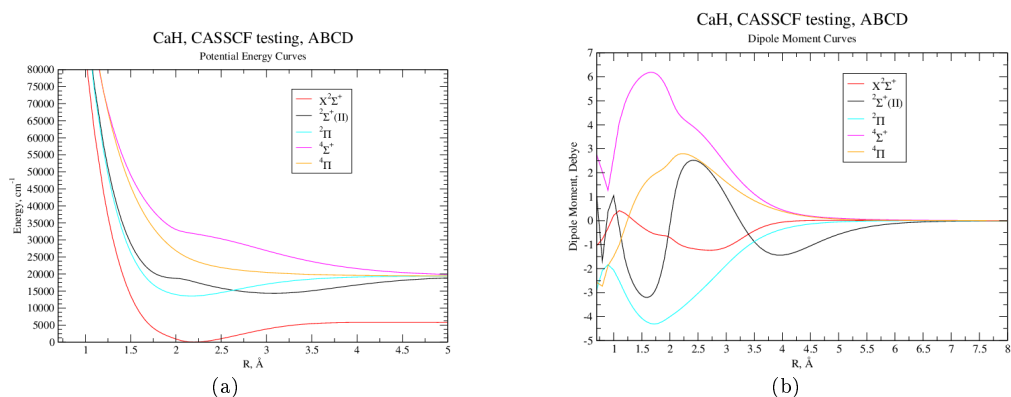 CaH, CASSCF testing, ABCD
Potential Energy Curves
80000
75000
70000
65000
60000
55000
50000
45000
40000
35000
30000
25000
20000
15000
10000
5000
0
Energy, cm⁻¹
X²Σ⁺
²Σ⁺(II)
²Π
⁴Σ⁺
⁴Π
1 1.5 2 2.5 3 3.5 4 4.5 5
R, Å
(a)
CaH, CASSCF testing, ABCD
Dipole Moment Curves
7
6
5
4
3
2
1
0
-1
-2
-3
-4
-5
Dipole Moment, Debye
X²Σ⁺
²Σ⁺(II)
²Π
⁴Σ⁺
⁴Π
1 1.5 2 2.5 3 3.5 4 4.5 5 5.5 6 6.5 7 7.5 8
R, Å
(b)